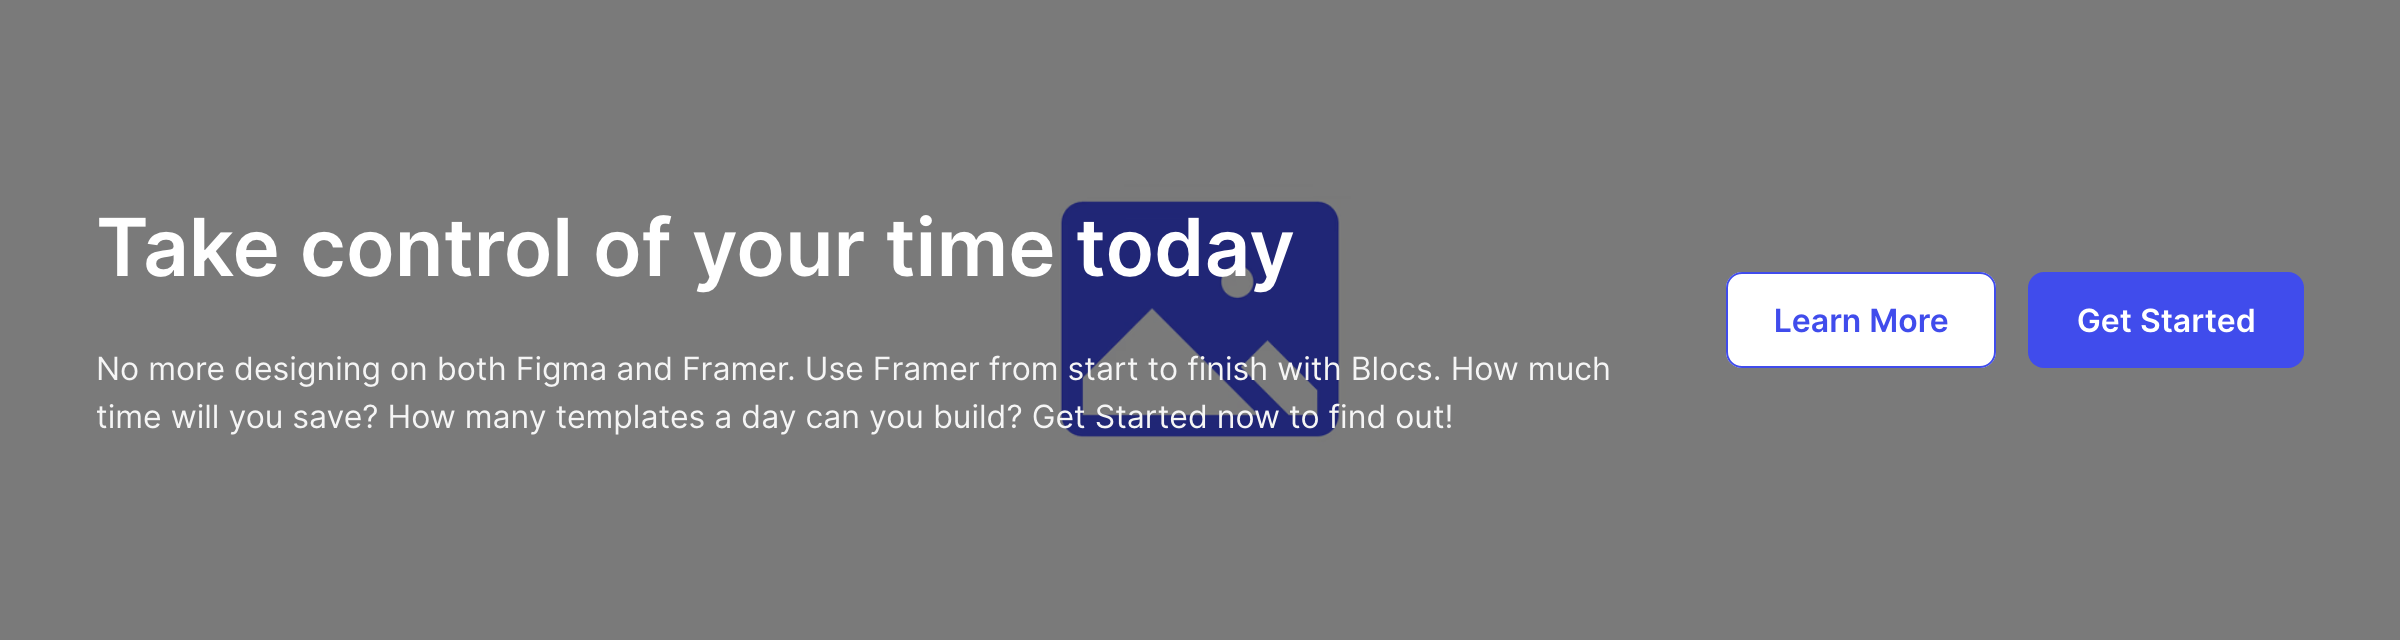 Take control of your time today
No more designing on both Figma and Framer. Use Framer from start to finish with Blocs. How much
time will you save? How many templates a day can you build? Get Started now to find out!
Learn More
Get Started